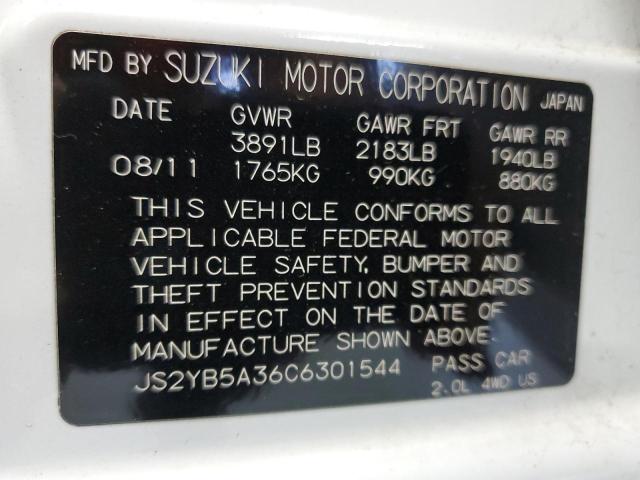 MFD BY SUZUKI MOTOR CORPORATION JAPAN
DATE GVWR GAWR FRT GAWR RR
3891LB 2183LB 1940LB
08/11 1765KG 990KG 880KG
THIS VEHICLE CONFORMS TO ALL
APPLICABLE FEDERAL MOTOR
VEHICLE SAFETY, BUMPER AND
THEFT PREVENTION STANDARDS
IN EFFECT ON THE DATE OF
MANUFACTURE SHOWN ABOVE.
JS2YB5A36C6301544 PASS CAR
2.0L 4WD US